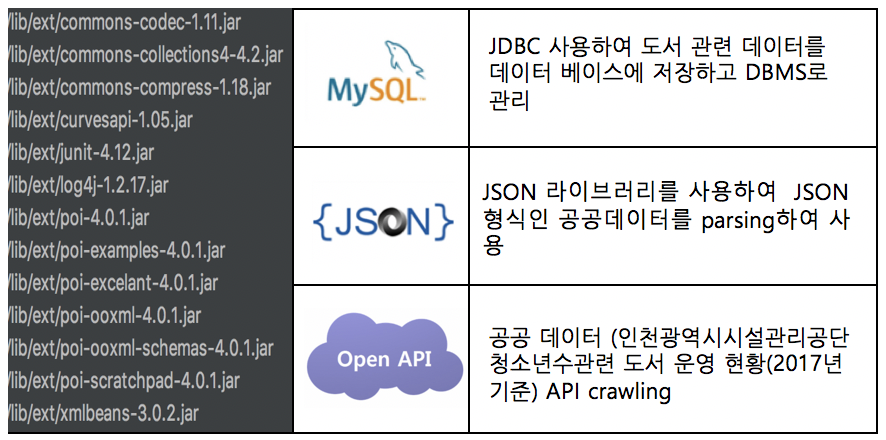 /lib/ext/commons-codec-1.11.jar
/lib/ext/commons-collections4-4.2.jar
/lib/ext/commons-compress-1.18.jar
/lib/ext/curvesapi-1.05.jar
/lib/ext/junit-4.12.jar
/lib/ext/log4j-1.2.17.jar
/lib/ext/poi-4.0.1.jar
/lib/ext/poi-examples-4.0.1.jar
/lib/ext/poi-excelant-4.0.1.jar
/lib/ext/poi-ooxml-4.0.1.jar
/lib/ext/poi-ooxml-schemas-4.0.1.jar
/lib/ext/poi-scratchpad-4.0.1.jar
/lib/ext/xmlbeans-3.0.2.jar
MySQL
JDBC 사용하여 도서 관련 데이터를
데이터 베이스에 저장하고 DBMS로
관리
{JSON}
JSON 라이브러리를 사용하여 JSON
형식인 공공데이터를 parsing하여 사
용
Open API
공공 데이터 (인천광역시시설관리공단
청소년수관련 도서 운영 현황(2017년
기준) API crawling